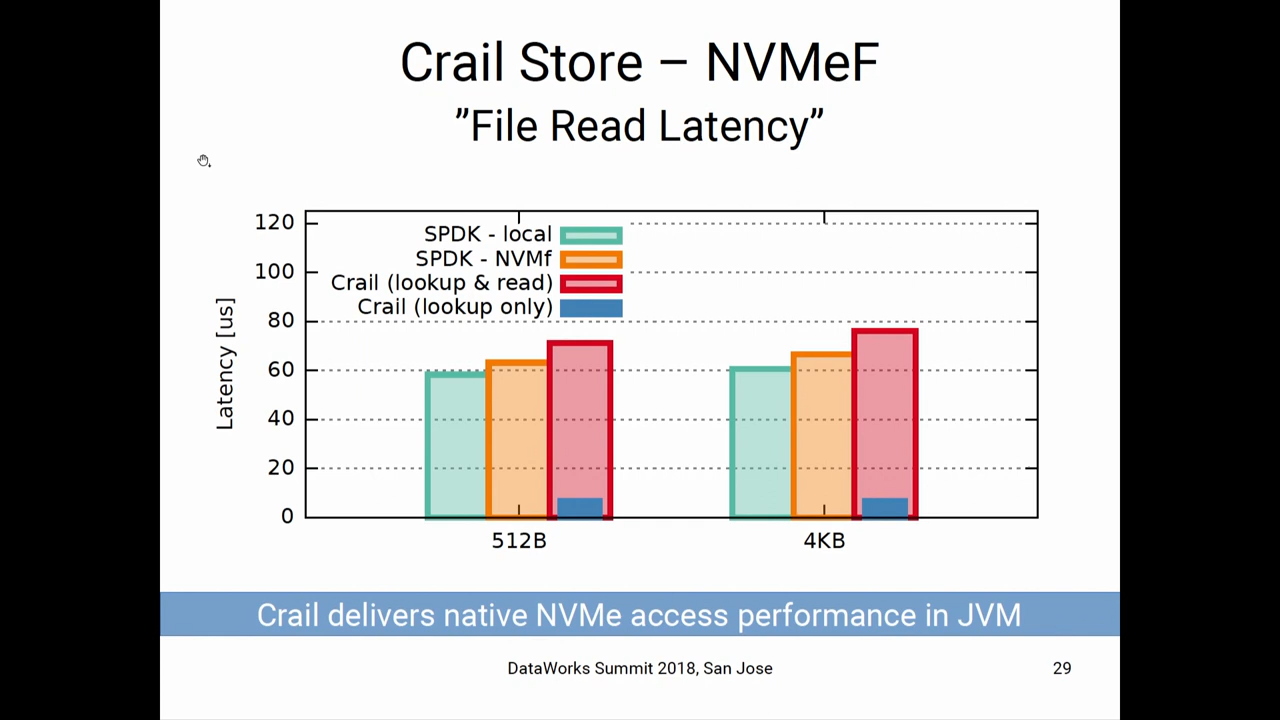 Crail Store – NVMeF
”File Read Latency”
120
100
80
60
40
20
0
Latency [us]
SPDK - local
SPDK - NVMf
Crail (lookup & read)
Crail (lookup only)
512B
4KB
Crail delivers native NVMe access performance in JVM
DataWorks Summit 2018, San Jose
29